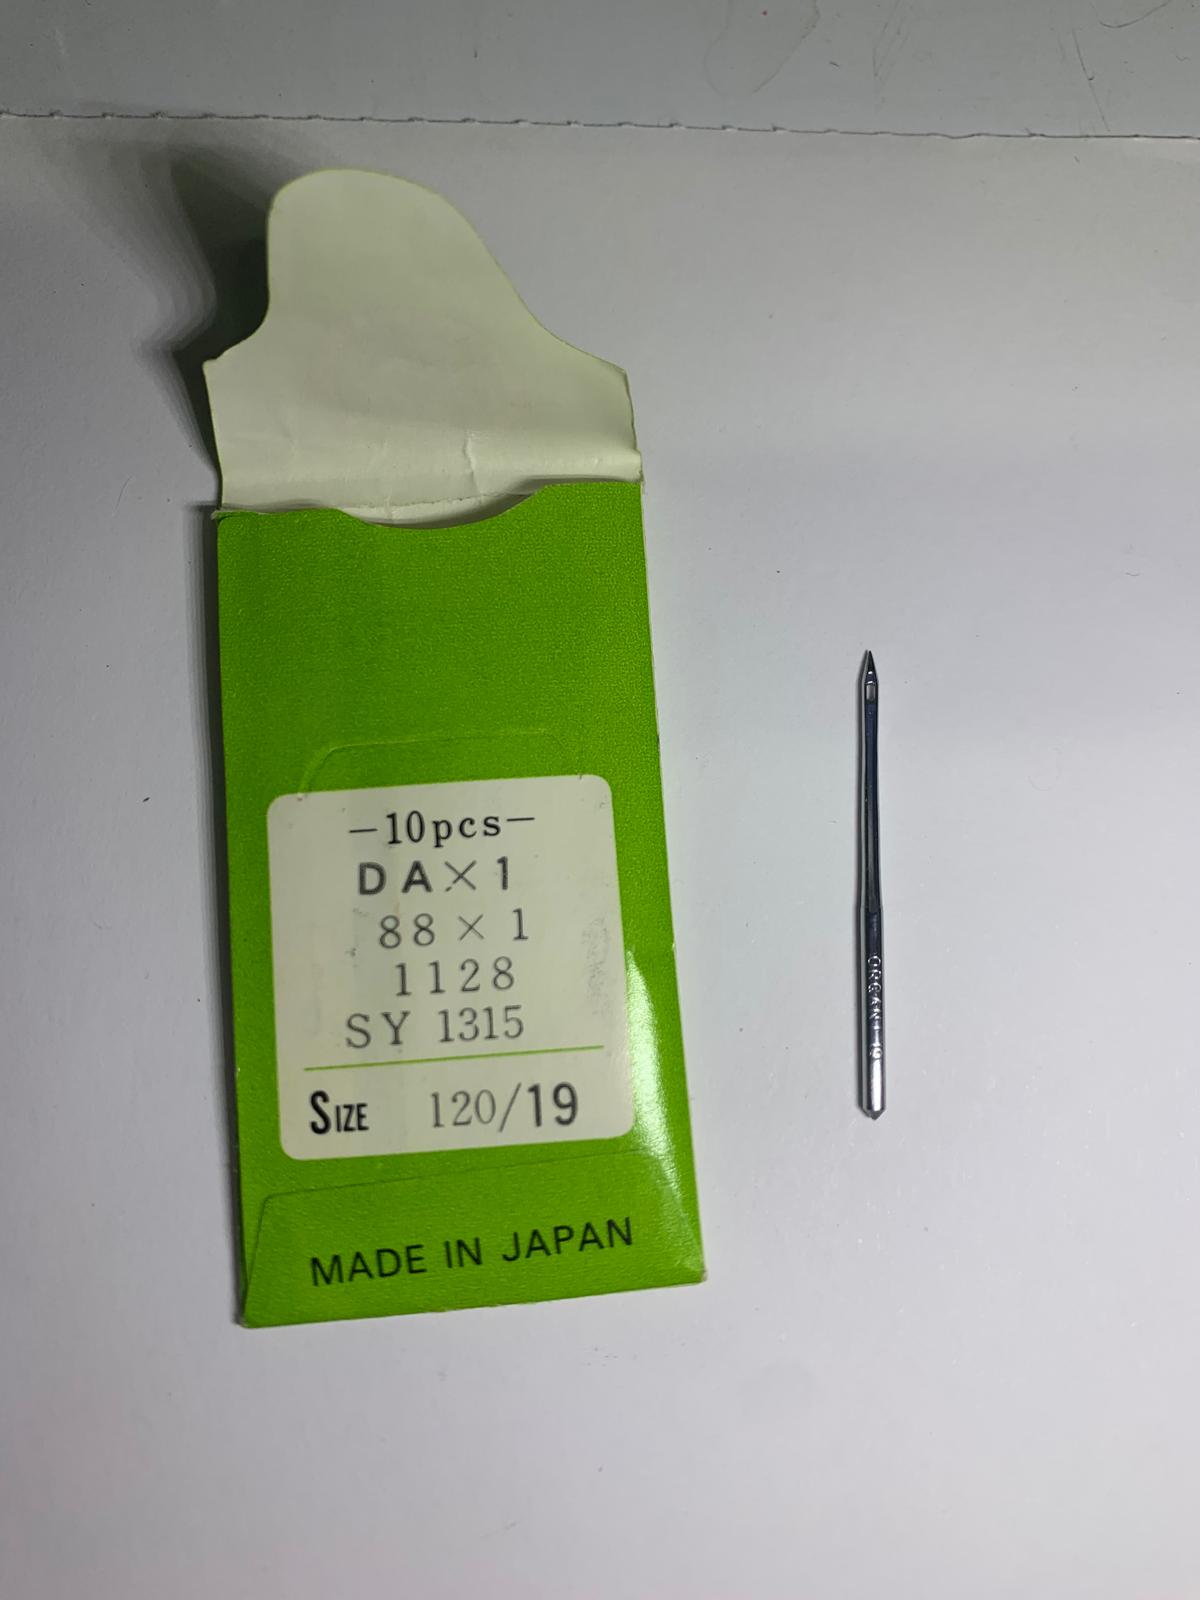 -10pcs-
DA×1
88×1
1128
SY 1315
SIZE 120/19
MADE IN JAPAN
ORGAN 19